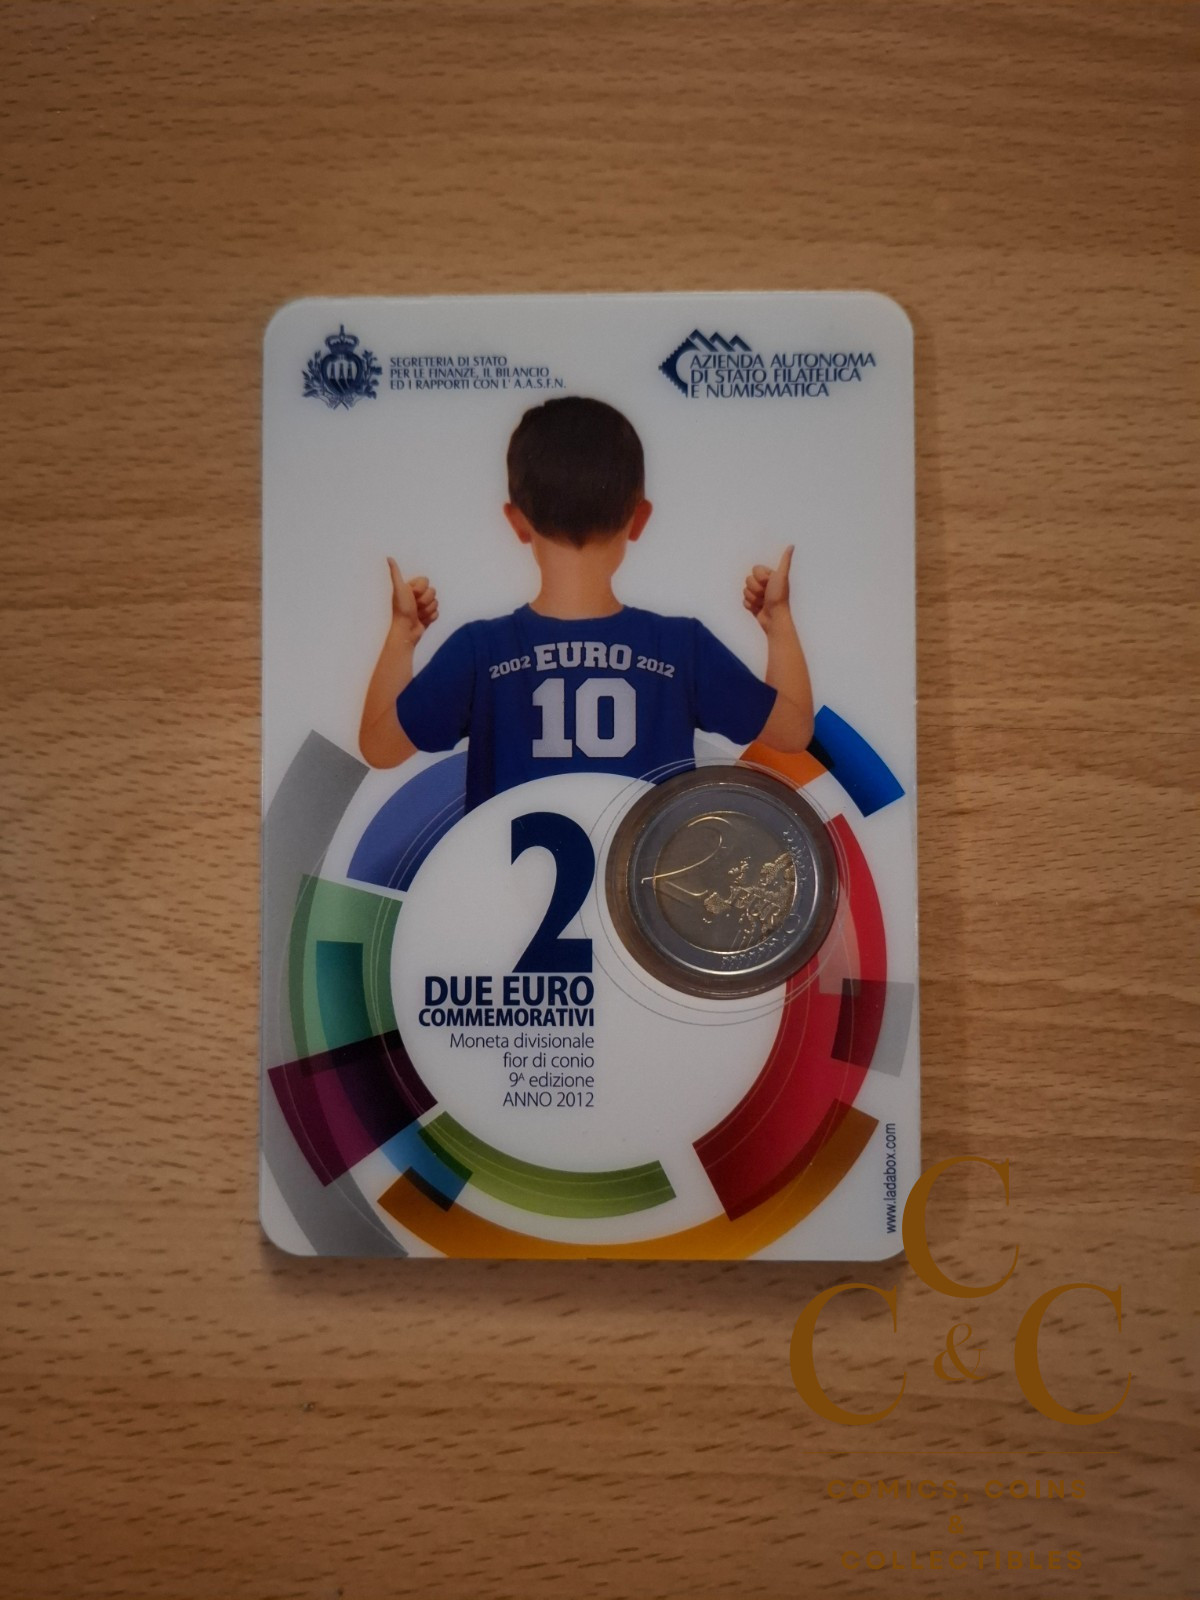 SEGRETERIA DI STATO
PER LE FINANZE, IL BILANCIO
ED I RAPPORTI CON L' A.A.S.F.N.
AZIENDA AUTONOMA
DI STATO FILATELICA
E NUMISMATICA
2002 EURO 2012
10
2
2
DUE EURO
COMMEMORATIVI
Moneta divisionale
fior di conio
9ᴬ edizione
ANNO 2012
www.ladabox.com
C
C & C
COMICS, COINS
&
COLLECTIBLES